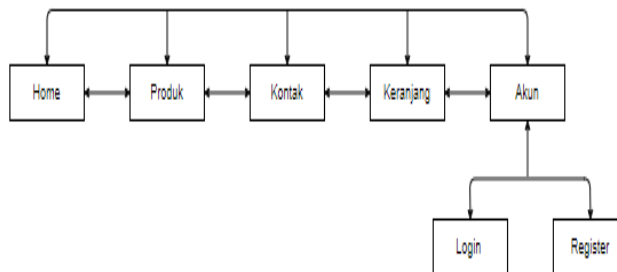 Home
Produk
Kontak
Keranjang
Akun
Login
Register